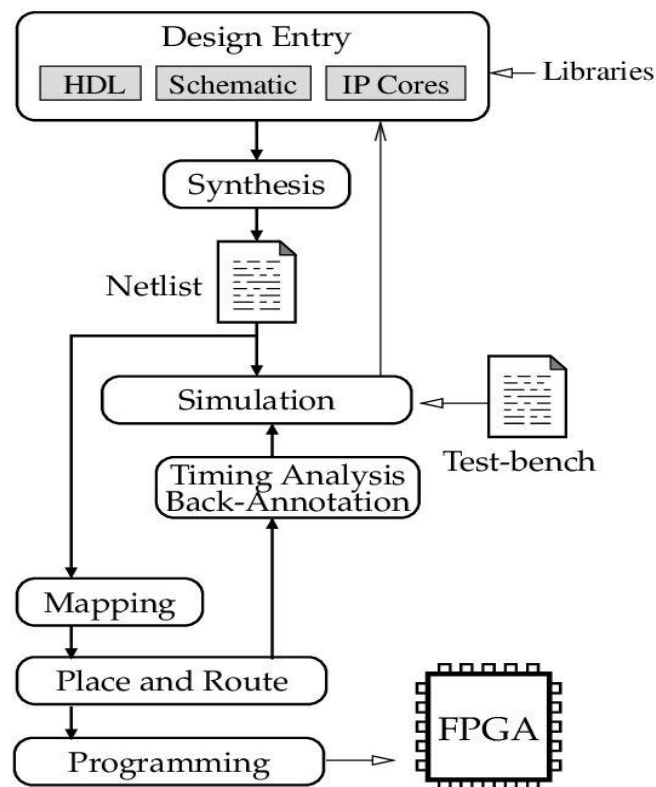 Design Entry
HDL
Schematic
IP Cores
Libraries
Synthesis
Netlist
Simulation
Test-bench
Timing Analysis
Back-Annotation
Mapping
Place and Route
FPGA
Programming